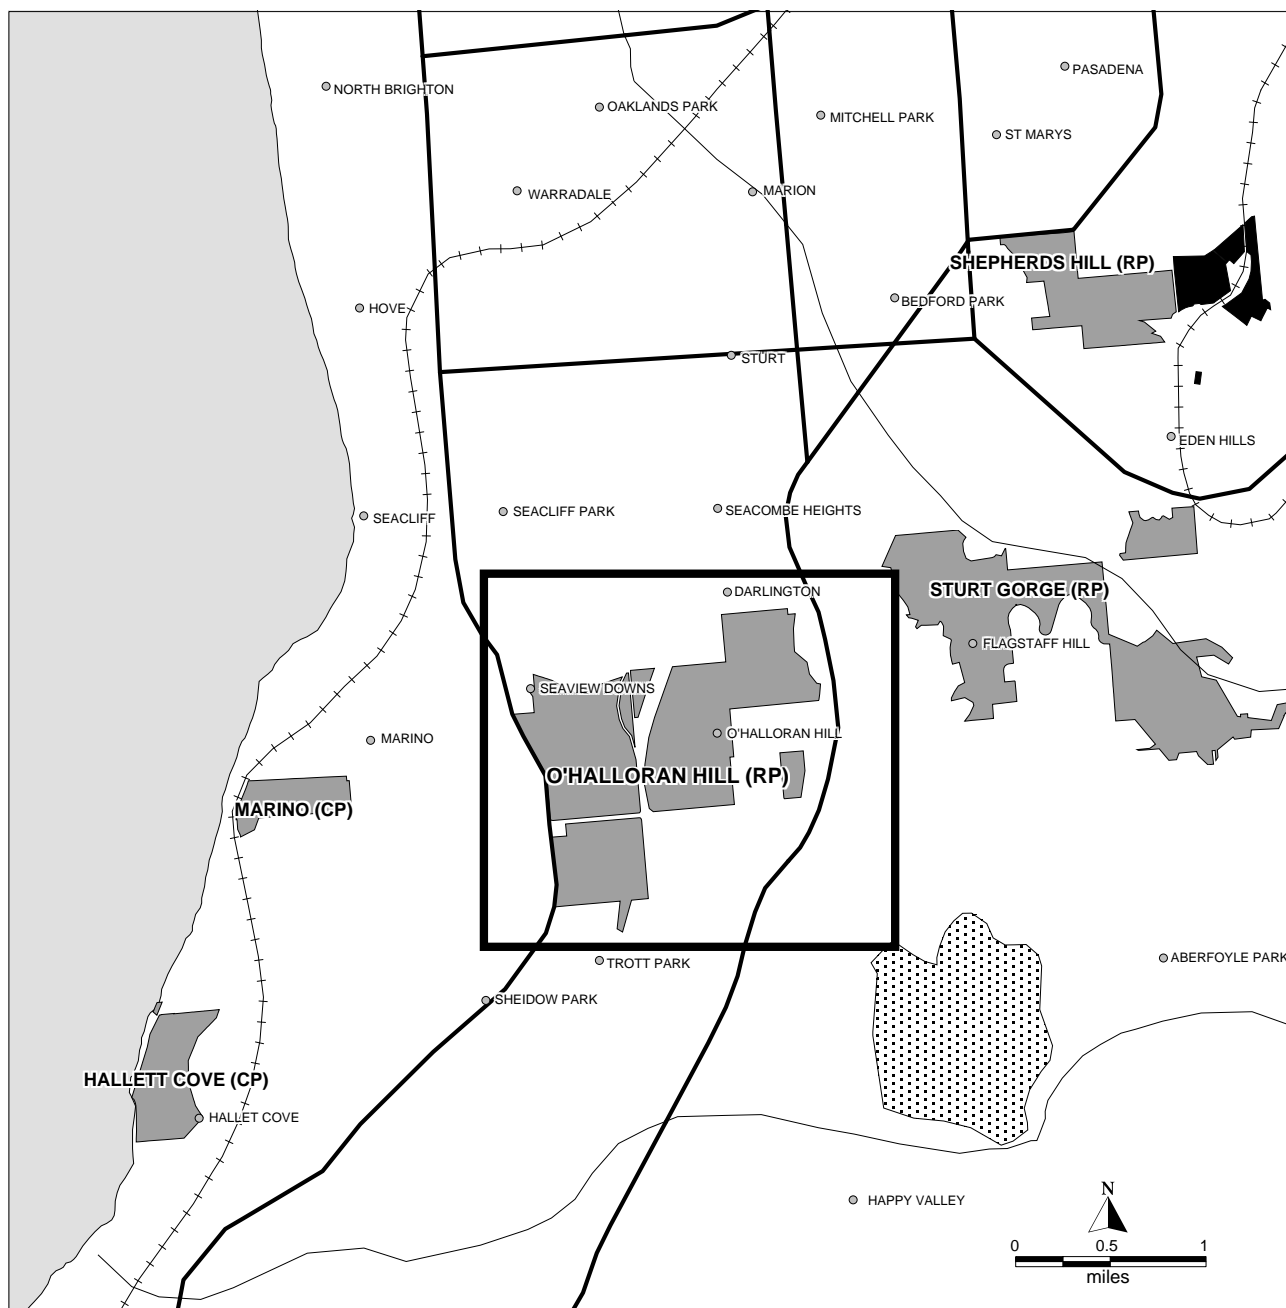 PASADENA
NORTH BRIGHTON
OAKLANDS PARK
MITCHELL PARK
ST MARYS
WARRADALE
MARION
SHEPHERDS HILL (RP)
BEDFORD PARK
HOVE
STURT
EDEN HILLS
SEACLIFF
SEACLIFF PARK
SEACOMBE HEIGHTS
DARLINGTON
STURT GORGE (RP)
FLAGSTAFF HILL
SEAVIEW DOWNS
MARINO
O'HALLORAN HILL
O'HALLORAN HILL (RP)
MARINO (CP)
TROTT PARK
ABERFOYLE PARK
SHEIDOW PARK
HALLETT COVE (CP)
HALLET COVE
HAPPY VALLEY
N
0 0.5 1
miles